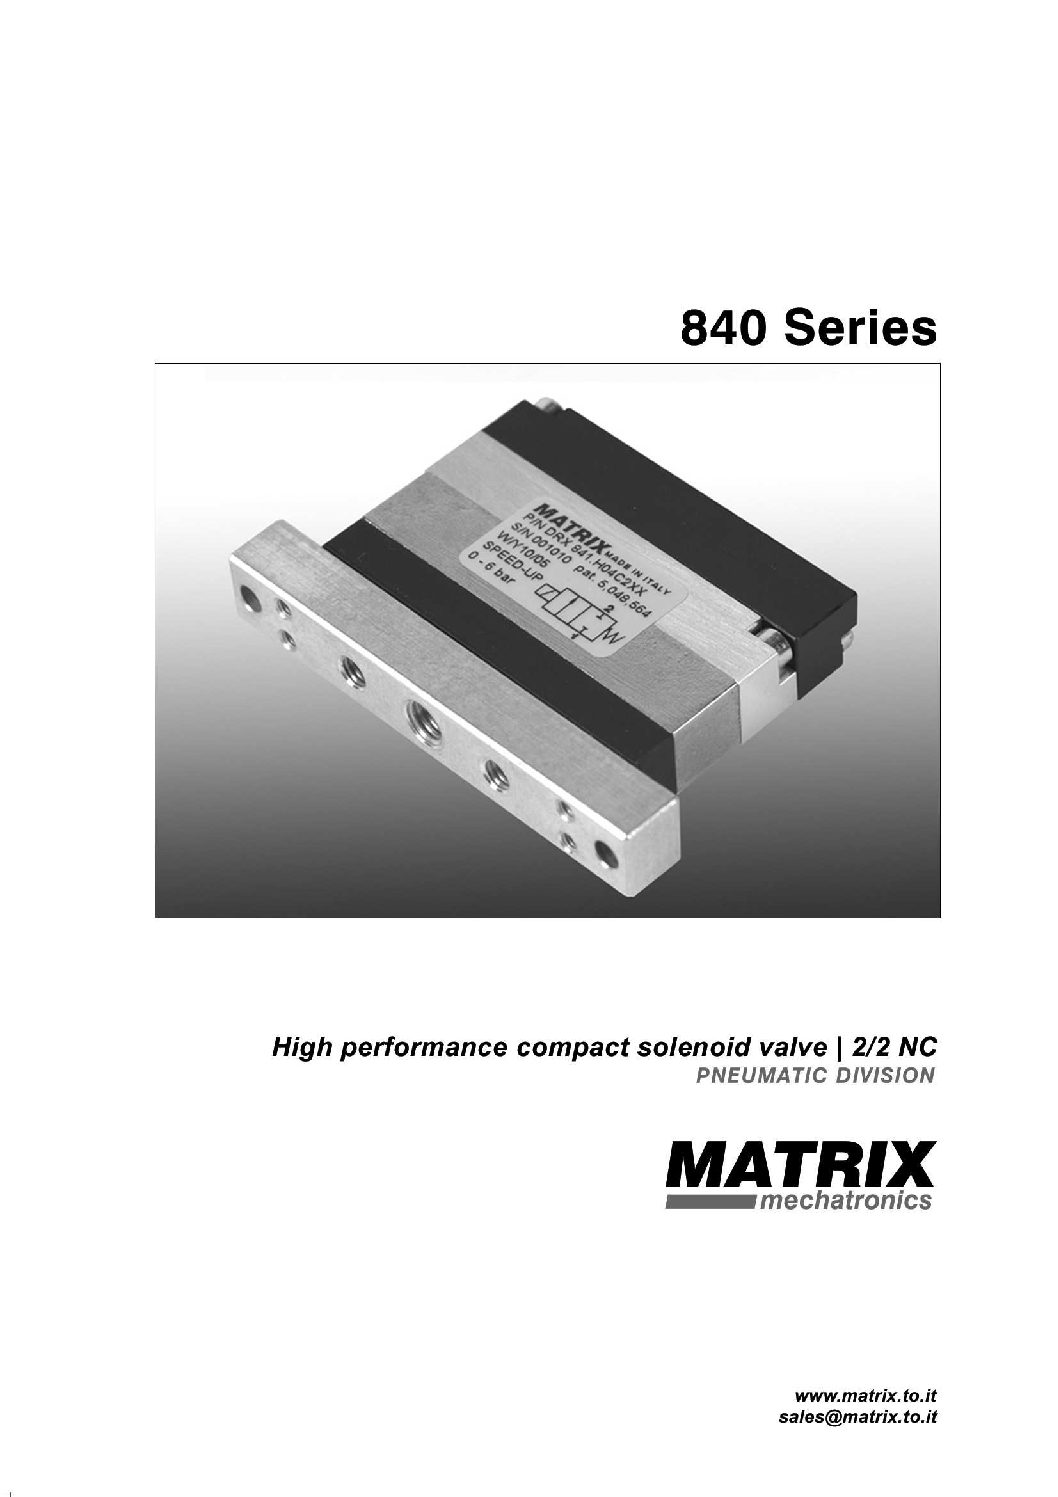 840 Series
MATRIX MADE IN ITALY
P/N DRX 841.H04C2XX
S/N 001010 pat. 5,048,564
W/Y10/05
SPEED-UP
0 - 6 bar
2
1
High performance compact solenoid valve | 2/2 NC
PNEUMATIC DIVISION
MATRIX
mechatronics
www.matrix.to.it
sales@matrix.to.it